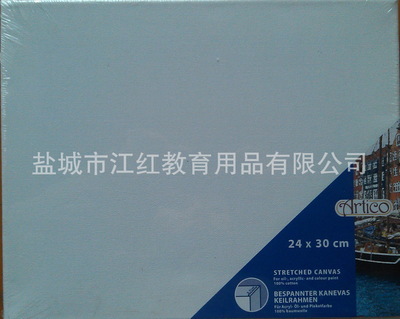 盐城市江红教育用品有限公司
Artico
24 x 30 cm
STRETCHED CANVAS
For oil-, acrylic- and colour paint
100% cotton
BESPANNTER KANEVAS
KEILRAHMEN
Für Acryl- Öl- und Plakatfarbe
100% Baumwolle